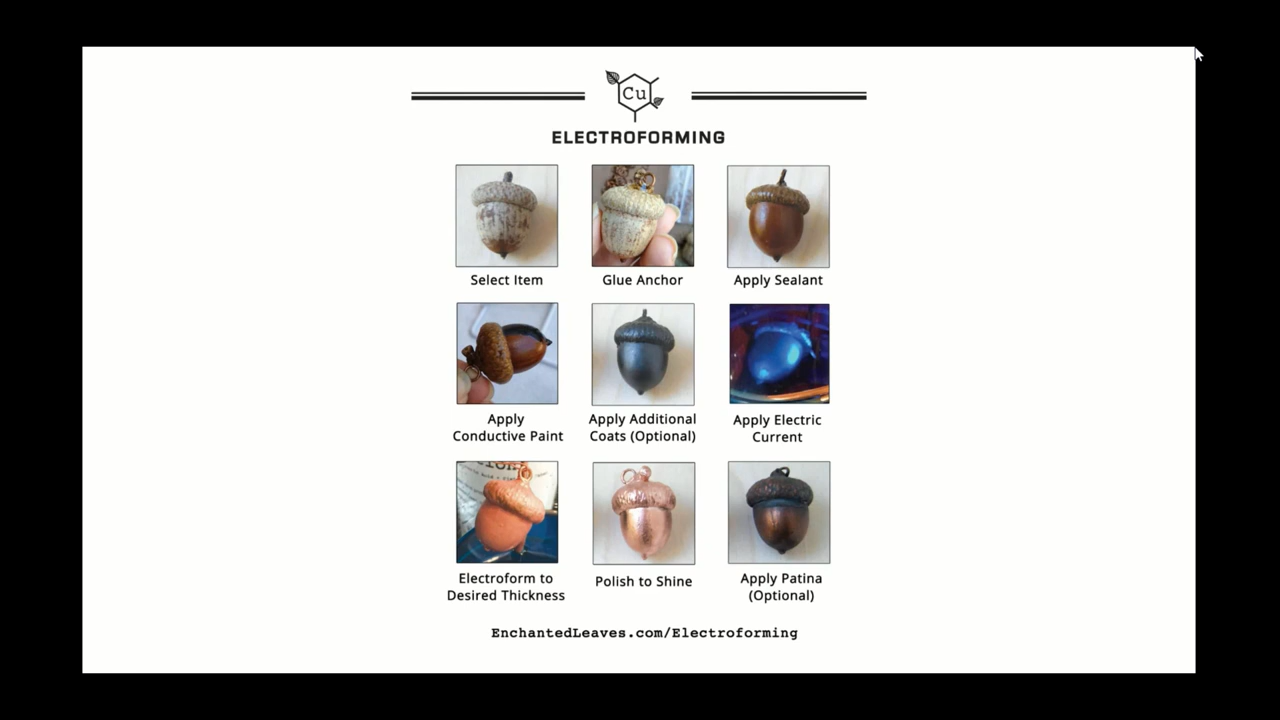 Cu
ELECTROFORMING
Select Item
Glue Anchor
Apply Sealant
Apply
Conductive Paint
Apply Additional
Coats (Optional)
Apply Electric
Current
Electroform to
Desired Thickness
Polish to Shine
Apply Patina
(Optional)
EnchantedLeaves.com/Electroforming